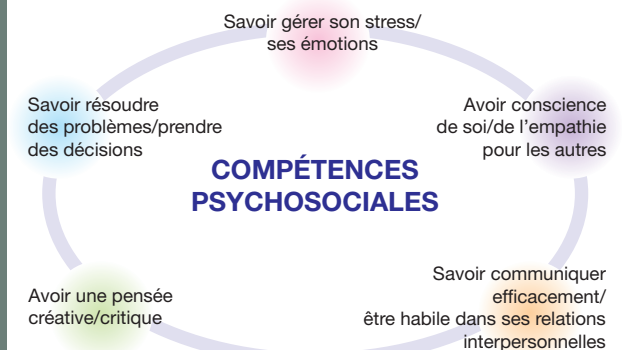 Savoir gérer son stress/
ses émotions
Savoir résoudre
des problèmes/prendre
des décisions
Avoir conscience
de soi/de l'empathie
pour les autres
COMPÉTENCES
PSYCHOSOCIALES
Avoir une pensée
créative/critique
Savoir communiquer
efficacement/
être habile dans ses relations
interpersonnelles